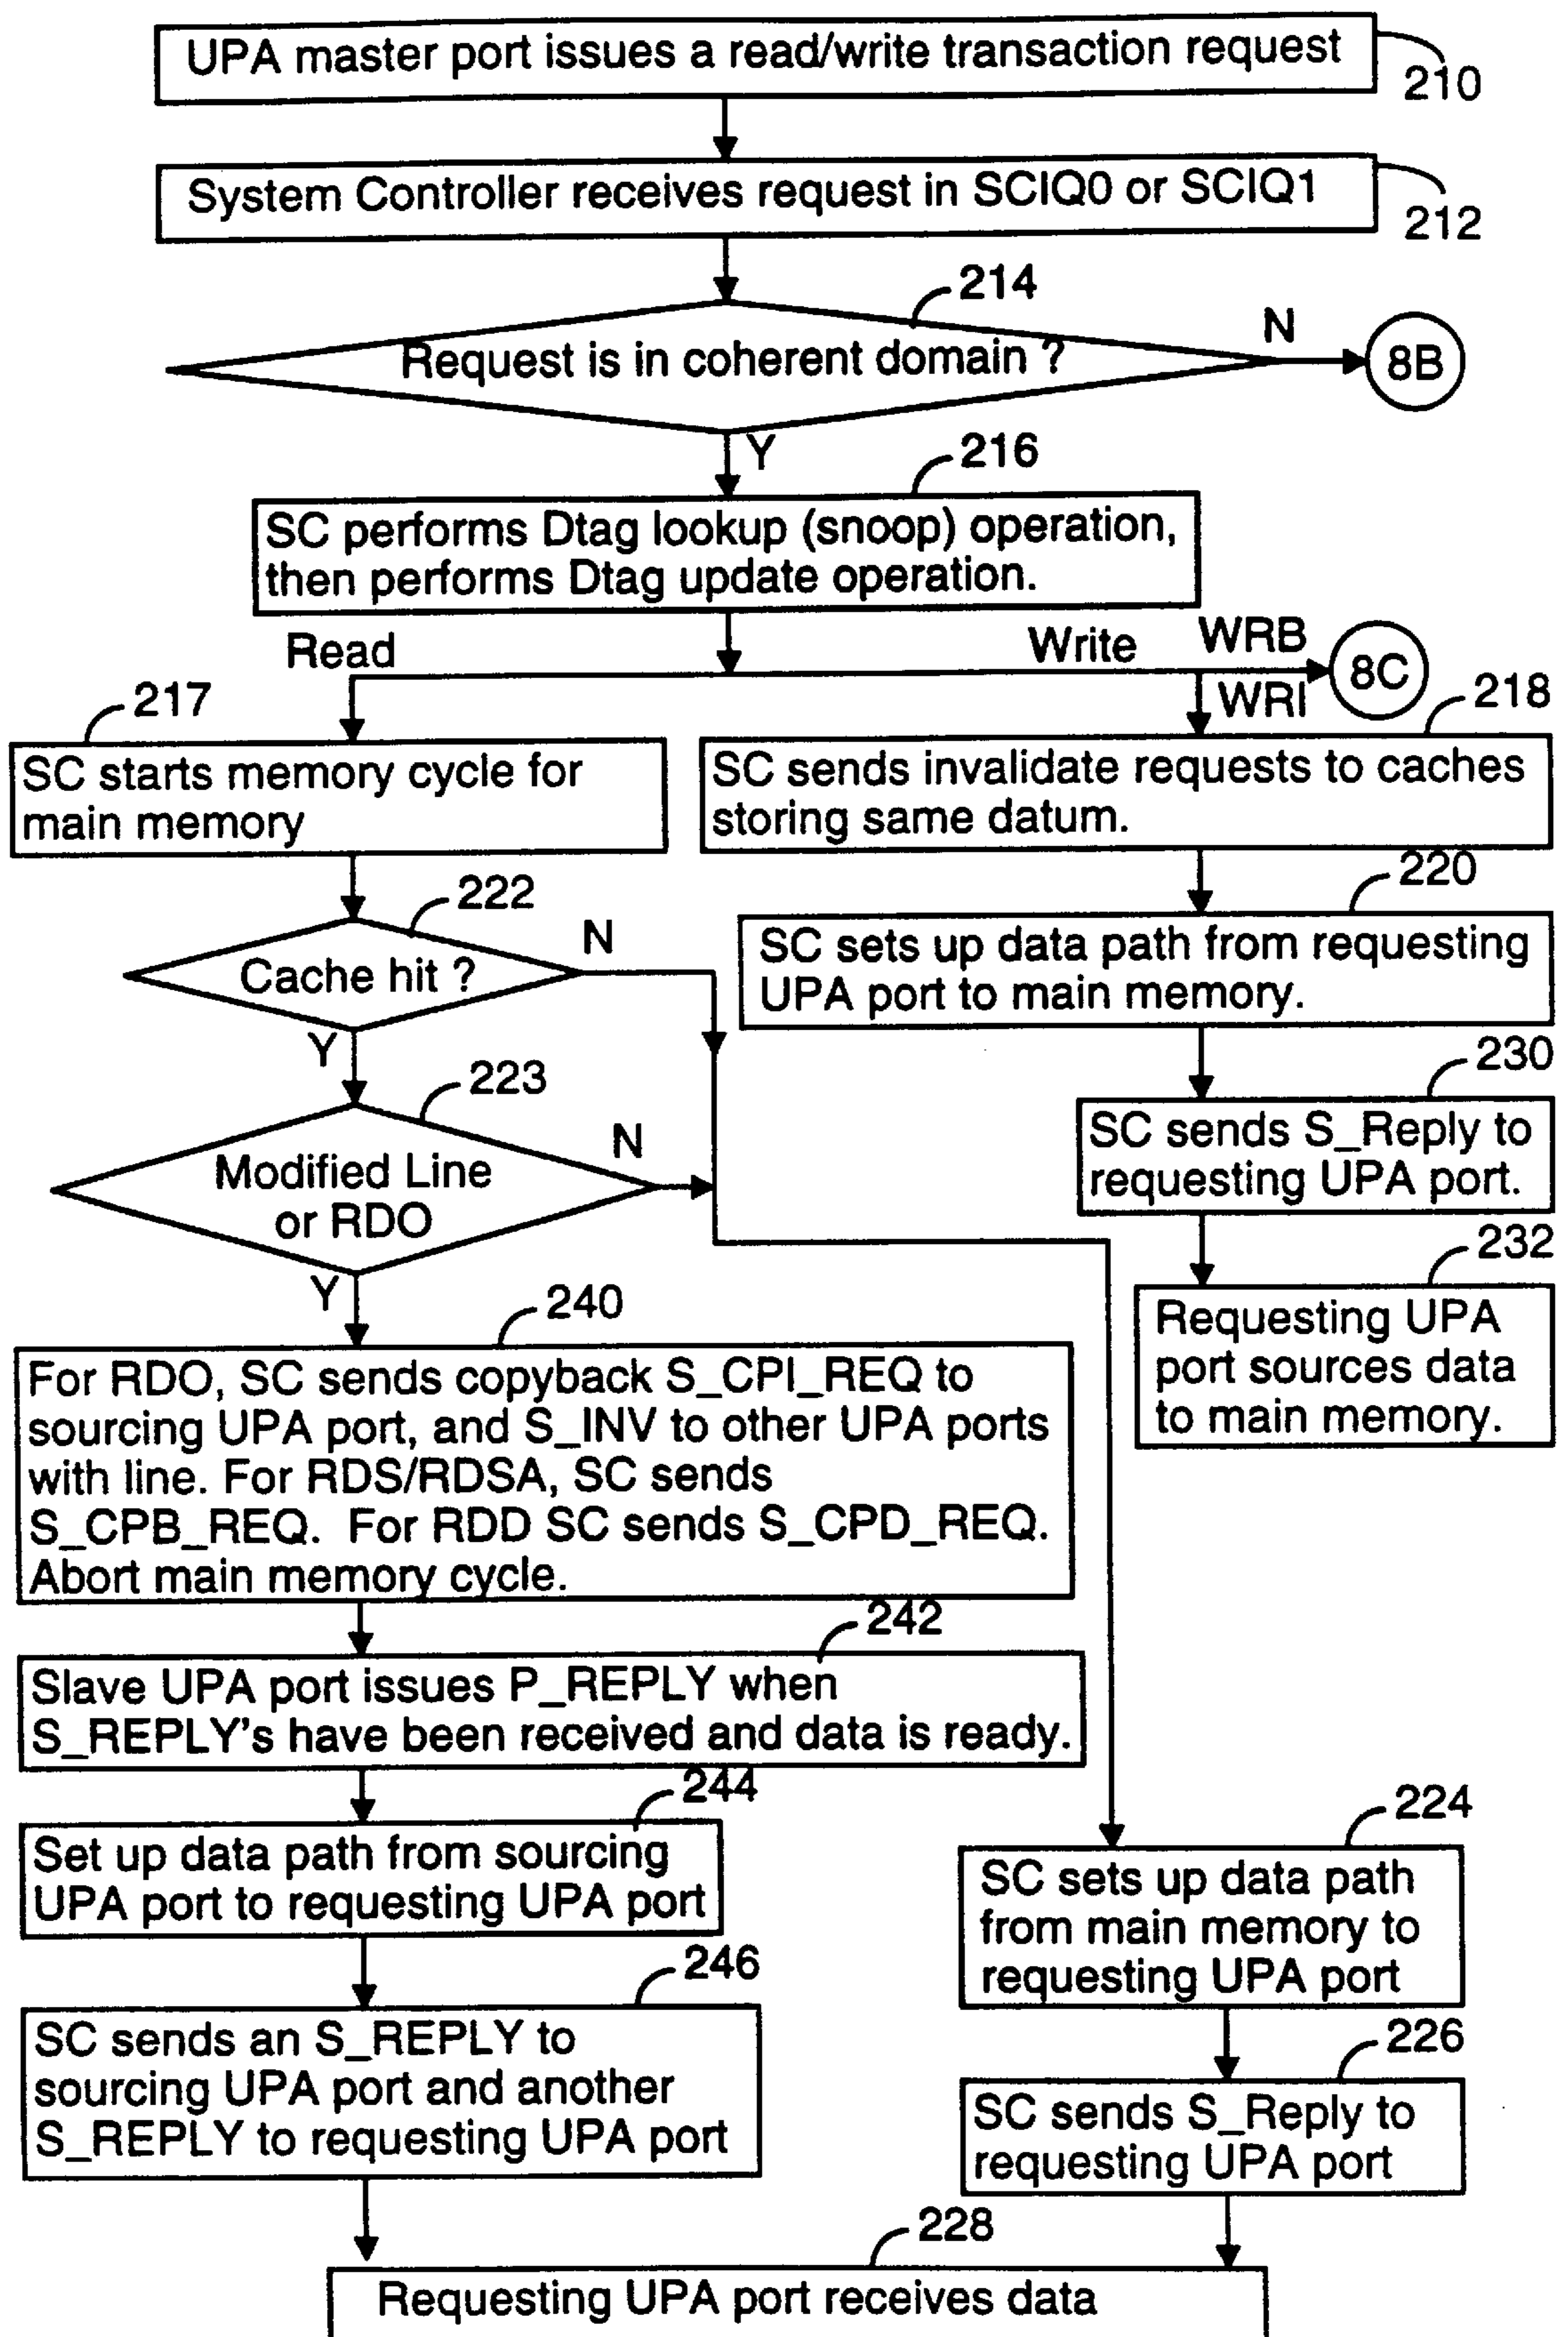 UPA master port issues a read/write transaction request
210
System Controller receives request in SCIQ0 or SCIQ1
212
214
Request is in coherent domain ?
N
8B
Y
216
SC performs Dtag lookup (snoop) operation,
then performs Dtag update operation.
Read
Write
WRB
8C
WRI
217
SC starts memory cycle for
main memory
218
SC sends invalidate requests to caches
storing same datum.
222
Cache hit ?
N
Y
220
SC sets up data path from requesting
UPA port to main memory.
223
Modified Line
or RDO
N
Y
230
SC sends S_Reply to
requesting UPA port.
232
Requesting UPA
port sources data
to main memory.
240
For RDO, SC sends copyback S_CPI_REQ to
sourcing UPA port, and S_INV to other UPA ports
with line. For RDS/RDSA, SC sends
S_CPB_REQ.  For RDD SC sends S_CPD_REQ.
Abort main memory cycle.
242
Slave UPA port issues P_REPLY when
S_REPLY's have been received and data is ready.
244
Set up data path from sourcing
UPA port to requesting UPA port
224
SC sets up data path
from main memory to
requesting UPA port
246
SC sends an S_REPLY to
sourcing UPA port and another
S_REPLY to requesting UPA port
226
SC sends S_Reply to
requesting UPA port
228
Requesting UPA port receives data